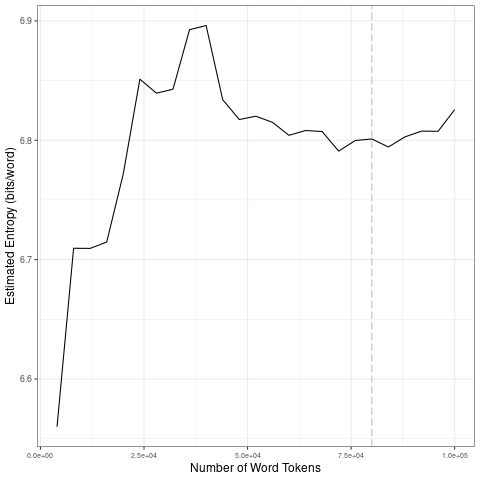 6.9
6.8
6.7
6.6
Estimated Entropy (bits/word)
0.0e+00 2.5e+04 5.0e+04 7.5e+04 1.0e+05
Number of Word Tokens